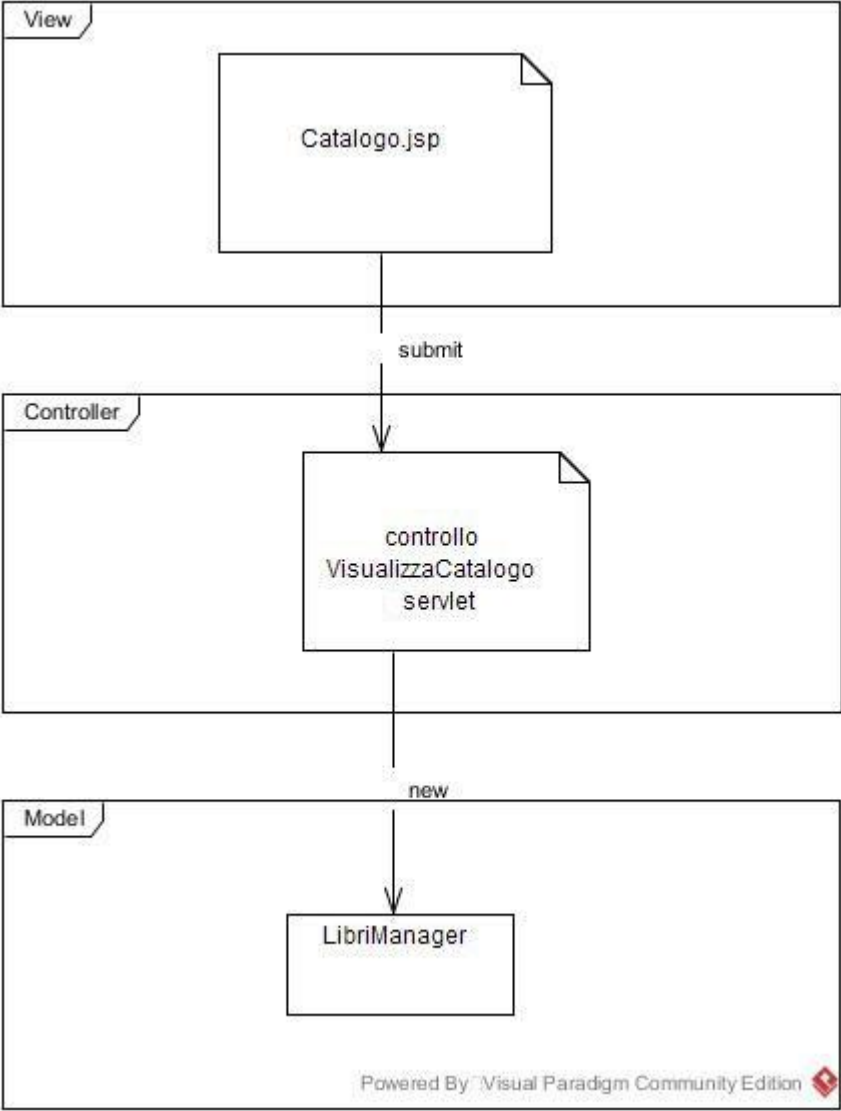 View
Catalogo.jsp
submit
Controller
controllo
VisualizzaCatalogo
servlet
new
Model
LibriManager
Powered By Visual Paradigm Community Edition